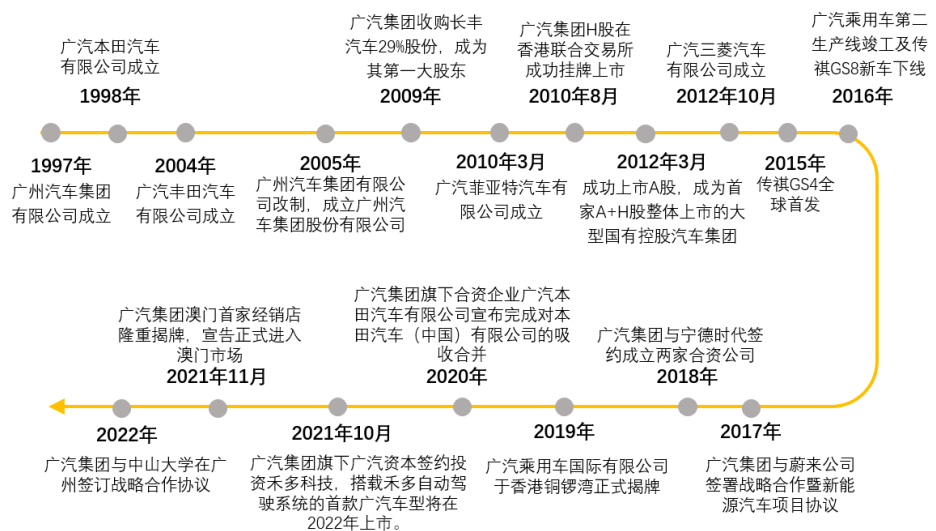 广汽本田汽车
有限公司成立
1998年
广汽集团收购长丰
汽车29%股份，成为
其第一大股东
2009年
广汽集团H股在
香港联合交易所
成功挂牌上市
2010年8月
广汽三菱汽车
有限公司成立
2012年10月
广汽乘用车第二
生产线竣工及传
祺GS8新车下线
2016年
1997年
广州汽车集团
有限公司成立
2004年
广汽丰田汽车
有限公司成立
2005年
广州汽车集团有限公
司改制，成立广州汽
车集团股份有限公司
2010年3月
广汽菲亚特汽车有
限公司成立
2012年3月
成功上市A股，成为首
家A+H股整体上市的大
型国有控股汽车集团
2015年
传祺GS4全
球首发
广汽集团澳门首家经销店
隆重揭牌，宣告正式进入
澳门市场
2021年11月
广汽集团旗下合资企业广汽本
田汽车有限公司宣布完成对本
田汽车（中国）有限公司的吸
收合并
2020年
广汽集团与宁德时代签
约成立两家合资公司
2018年
2022年
广汽集团与中山大学在广
州签订战略合作协议
2021年10月
广汽集团旗下广汽资本签约投
资禾多科技，搭载禾多自动驾
驶系统的首款广汽车型将在
2022年上市。
2019年
广汽乘用车国际有限公司
于香港铜锣湾正式揭牌
2017年
广汽集团与蔚来公司
签署战略合作暨新能
源汽车项目协议